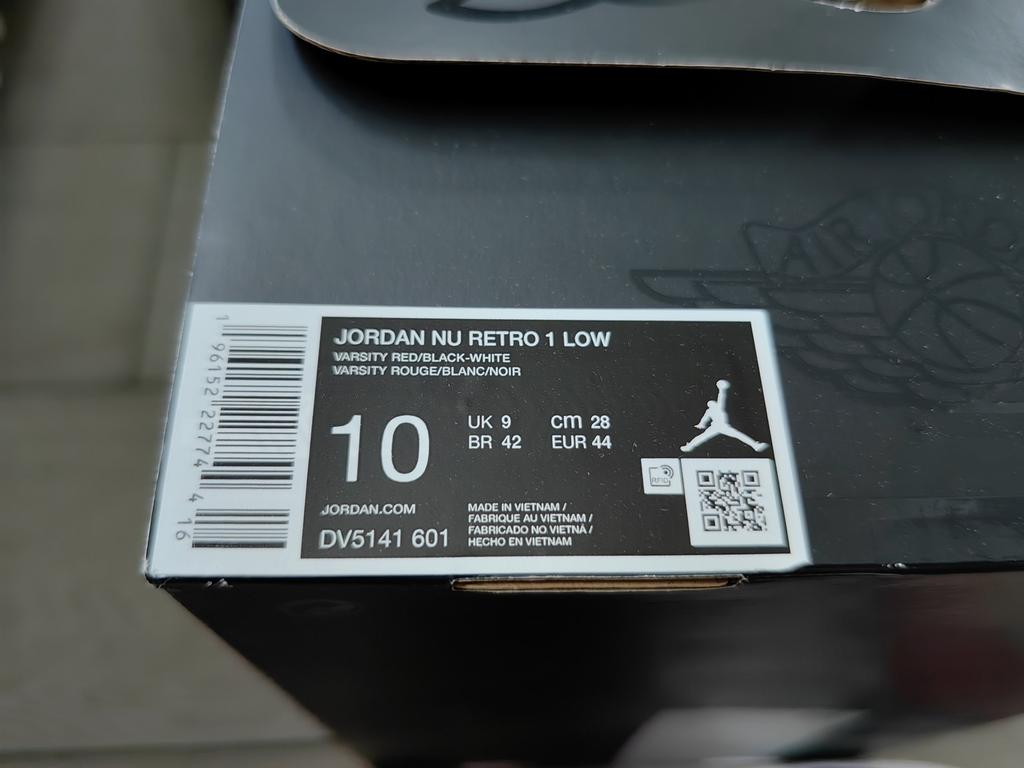 AIR
JORDAN NU RETRO 1 LOW
VARSITY RED/BLACK-WHITE
VARSITY ROUGE/BLANC/NOIR
10
UK 9 cm 28
BR 42 EUR 44
RFID
JORDAN.COM
DV5141 601
MADE IN VIETNAM /
FABRIQUE AU VIETNAM /
FABRICADO NO VIETNÃ /
HECHO EN VIETNAM
1 96152 22774 4 16